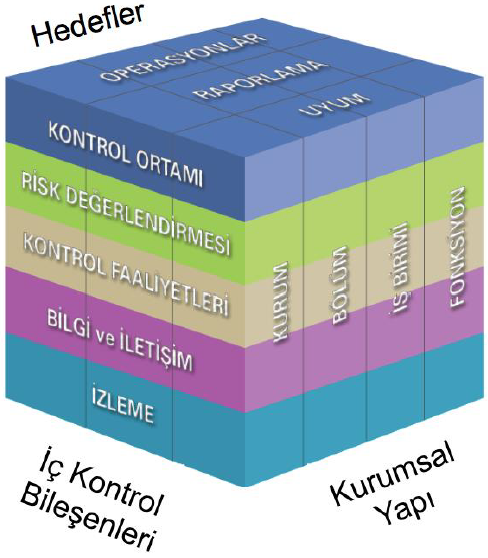 Hedefler
OPERASYONLAR
RAPORLAMA
UYUM
KONTROL ORTAMI
RİSK DEĞERLENDİRMESİ
KONTROL FAALİYETLERİ
BİLGİ ve İLETİŞİM
İZLEME
KURUM
BÖLÜM
İŞ BİRİMİ
FONKSİYON
İç Kontrol
Bileşenleri
Kurumsal
Yapı